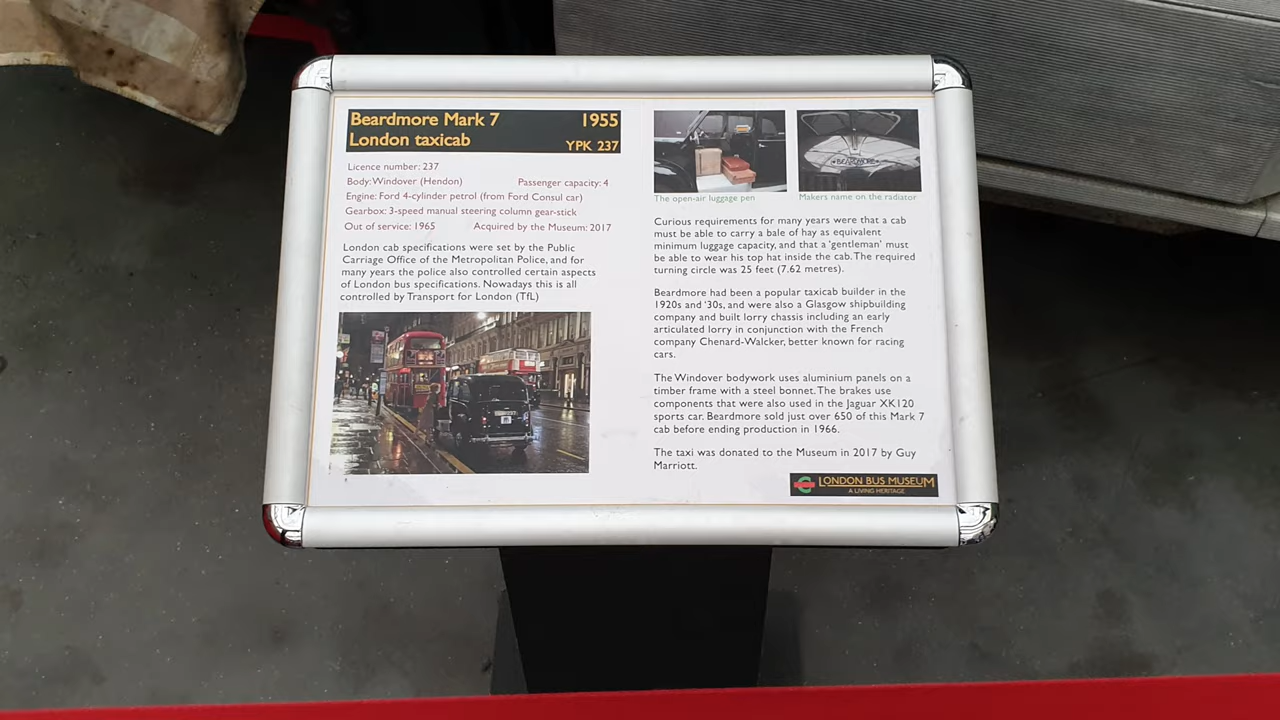 Beardmore Mark 7 1955
London taxicab YPK 237
Licence number: 237
Body: Windover (Hendon) Passenger capacity: 4
Engine: Ford 4-cylinder petrol (from Ford Consul car)
Gearbox: 3-speed manual steering column gear-stick
Out of service: 1965 Acquired by the Museum: 2017
London cab specifications were set by the Public
Carriage Office of the Metropolitan Police, and for
many years the police also controlled certain aspects
of London bus specifications. Nowadays this is all
controlled by Transport for London (TfL)
BEARDMORE
The open-air luggage pen
Makers name on the radiator
Curious requirements for many years were that a cab
must be able to carry a bale of hay as equivalent
minimum luggage capacity, and that a 'gentleman' must
be able to wear his top hat inside the cab. The required
turning circle was 25 feet (7.62 metres).
Beardmore had been a popular taxicab builder in the
1920s and '30s, and were also a Glasgow shipbuilding
company and built lorry chassis including an early
articulated lorry in conjunction with the French
company Chenard-Walcker, better known for racing
cars.
The Windover bodywork uses aluminium panels on a
timber frame with a steel bonnet. The brakes use
components that were also used in the Jaguar XK120
sports car. Beardmore sold just over 650 of this Mark 7
cab before ending production in 1966.
The taxi was donated to the Museum in 2017 by Guy
Marriott.
LONDON BUS MUSEUM
A LIVING HERITAGE